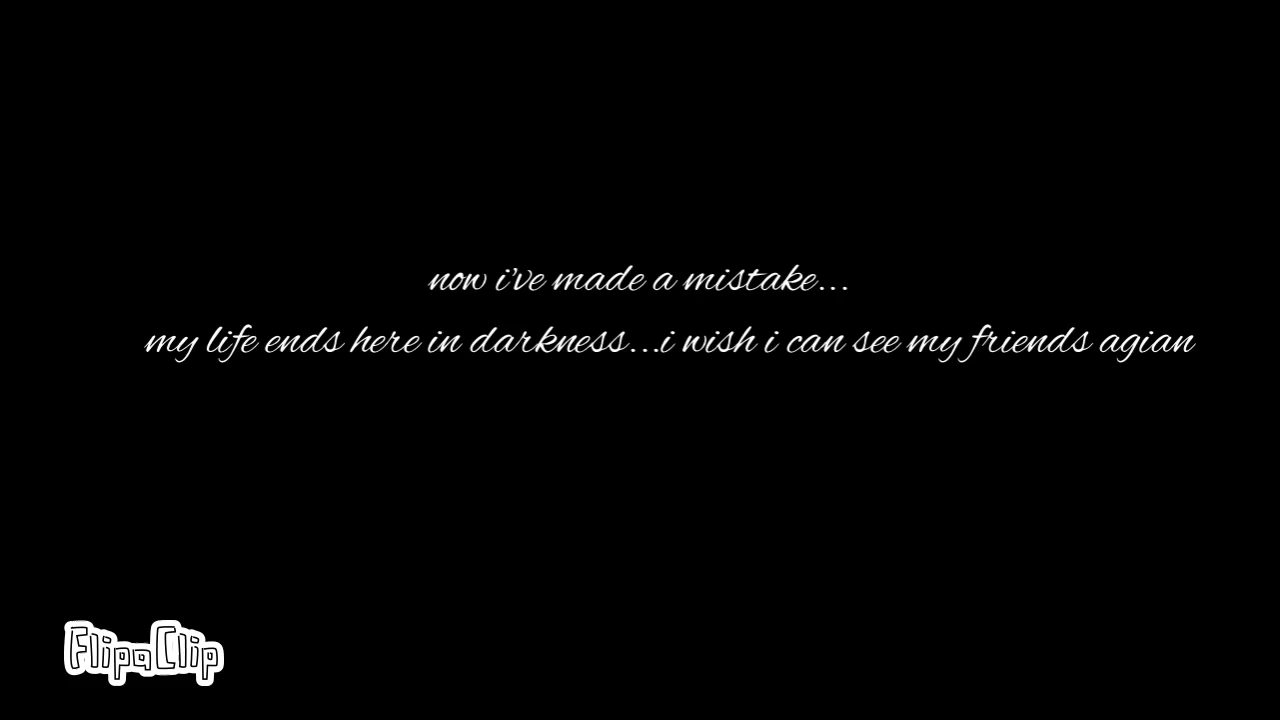 now i've made a mistake...
my life ends here in darkness...i wish i can see my friends agian
FlipaClip